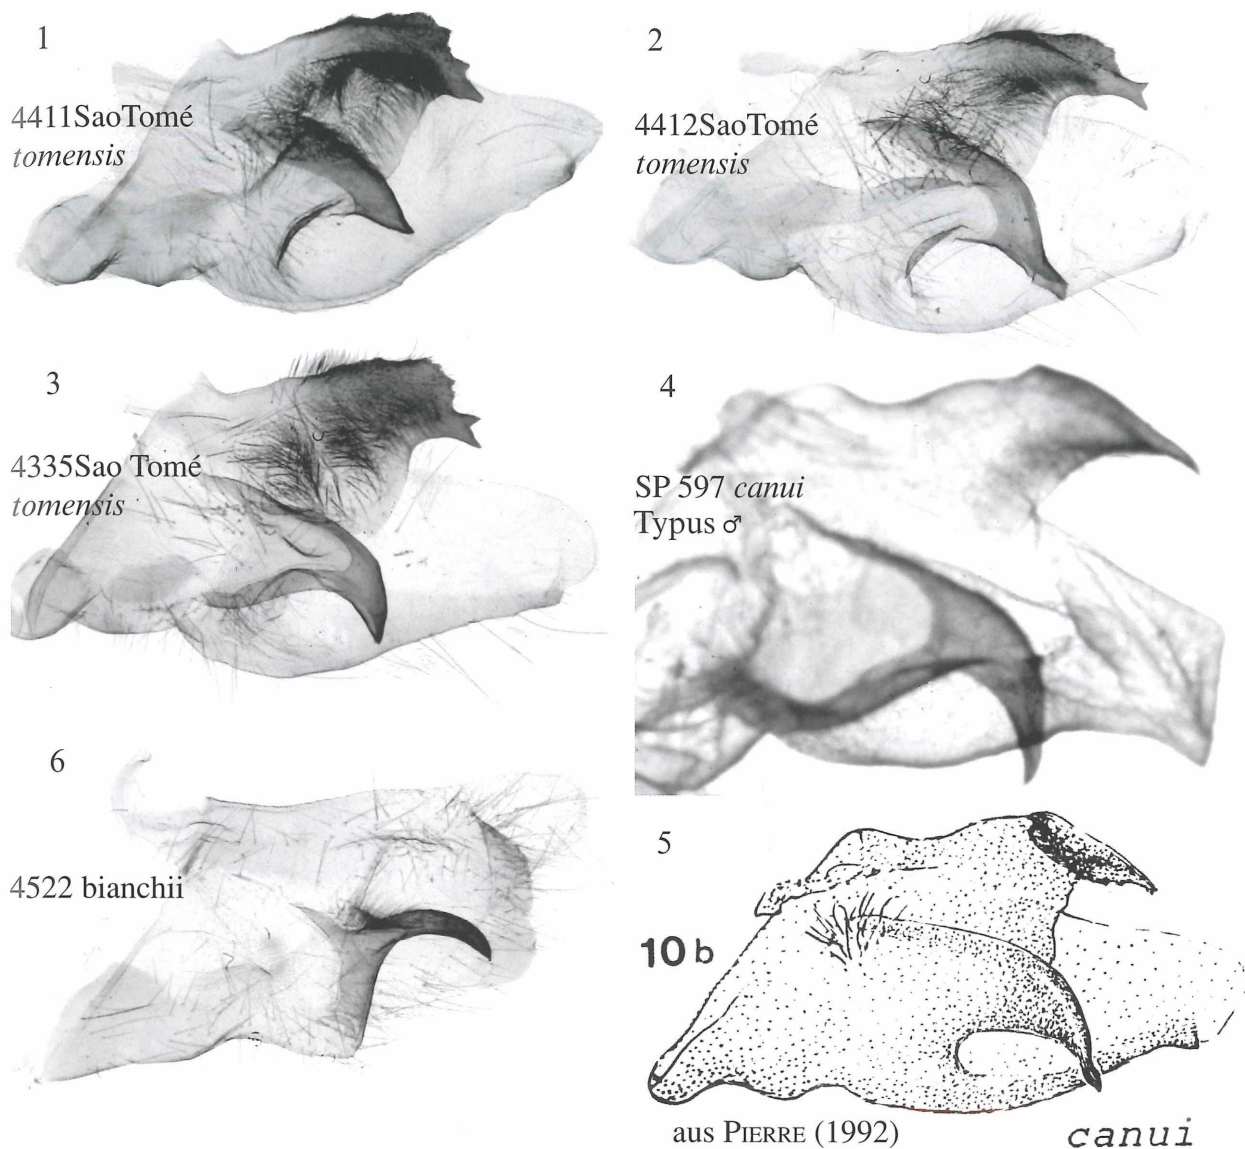 1
4411SaoTomé
tomensis
2
4412SaoTomé
tomensis
3
4335Sao Tomé
tomensis
4
SP 597 canui
Typus ♂
6
4522 bianchii
5
10 b
aus PIERRE (1992)
canui